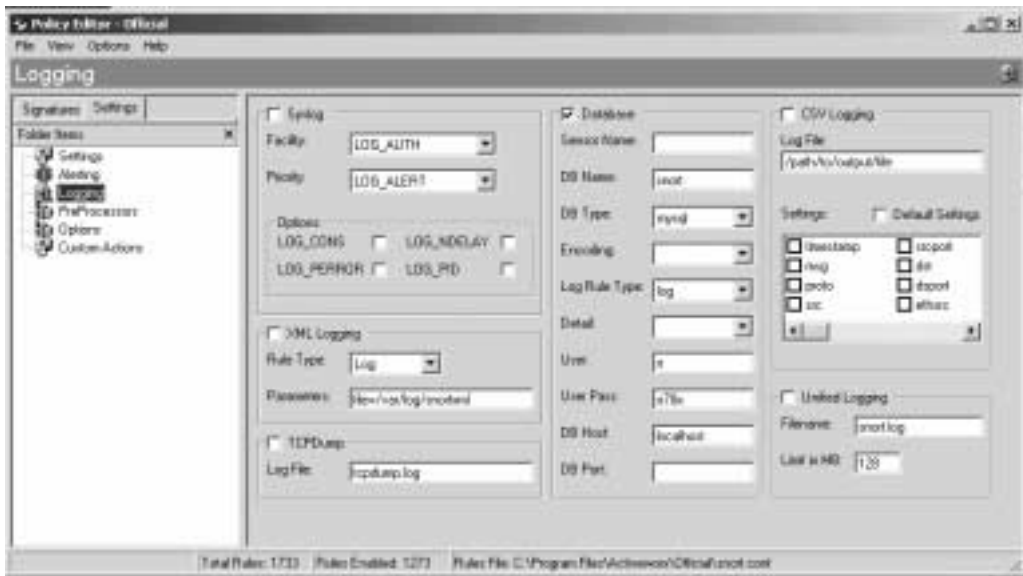 Policy Editor - Official
File View Options Help
Logging
Signatures Settings
Folder Items
Settings
Alerting
Logging
PreProcessors
Options
Custom Actions
Syslog
Facility: LOG_AUTH
Priority: LOG_ALERT
Options
LOG_CONS LOG_NDELAY
LOG_PERROR LOG_PID
XML Logging
Rule Type: Log
Parameters:
TCPDump
Log File: tcpdump.log
Database
Sensor Name:
DB Name: snort
DB Type: mysql
Encoding:
Log Rule Type: log
Detail:
User:
User Pass:
DB Host: localhost
DB Port:
CSV Logging
Log File
/path/to/output/file
Settings: Default Settings
timestamp srcport
msg dst
proto dsport
src ethsrc
Unified Logging
Filename: snort.log
Limit in MB: 128
Total Rules: 1733 Rules Enabled: 1273 Rules File: C:\Program Files\Activeworx\Official\snort.conf